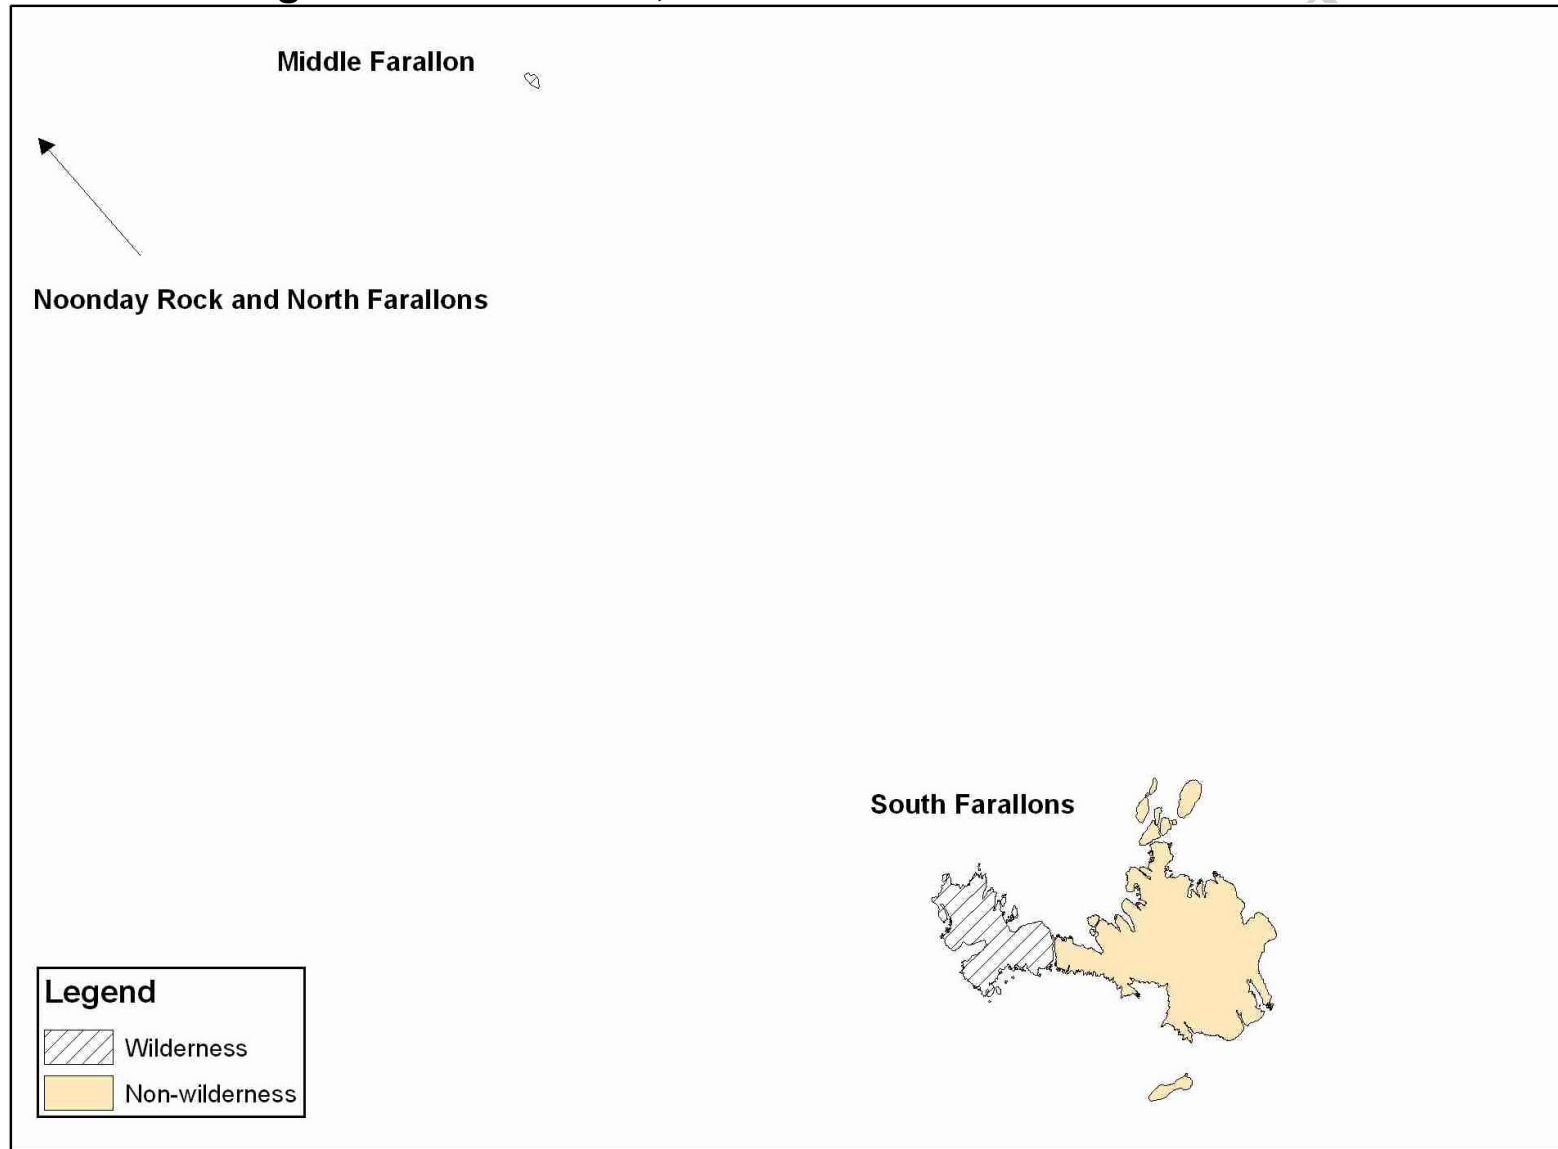 Middle Farallon
Noonday Rock and North Farallons
South Farallons
Legend
Wilderness
Non-wilderness